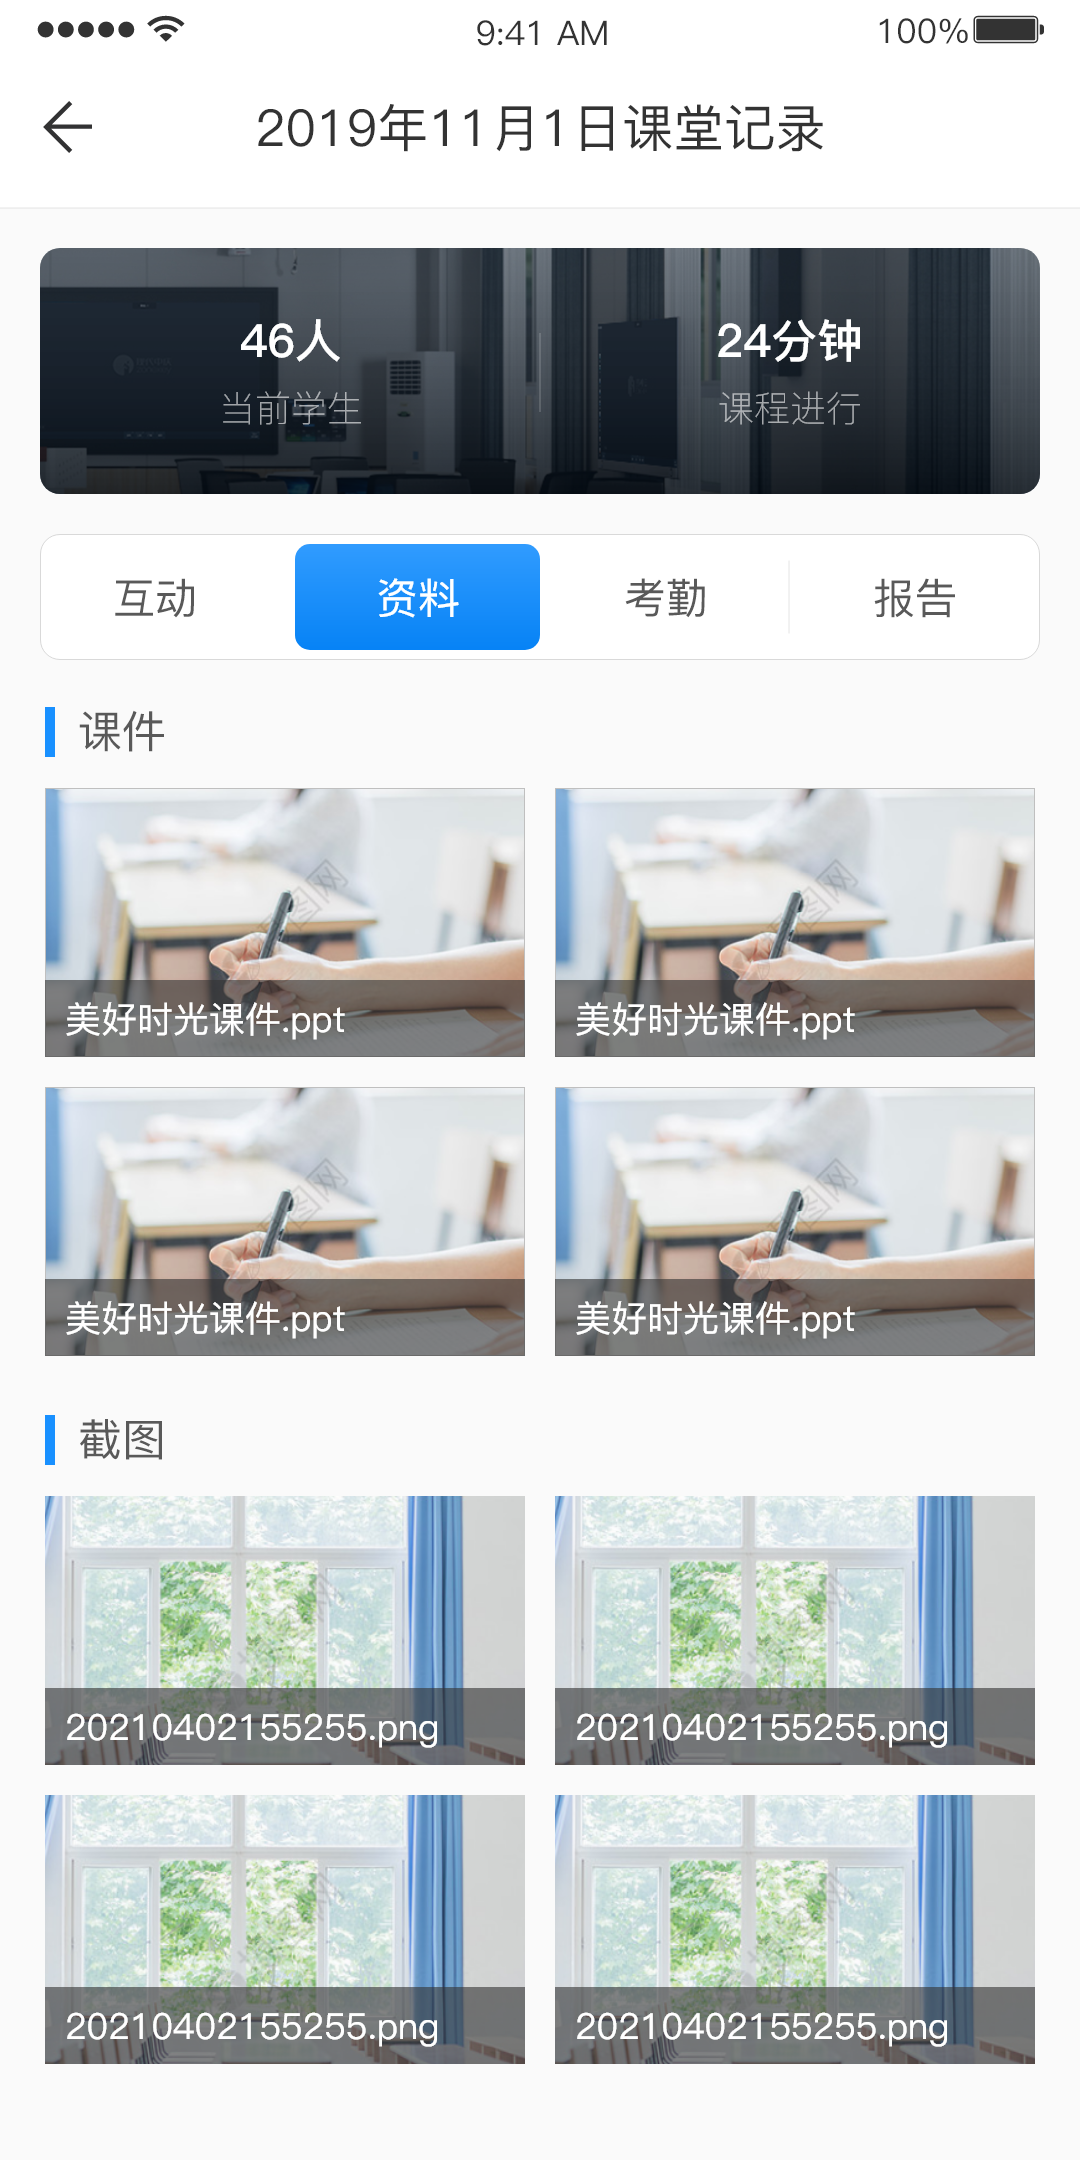 9:41 AM
100%
2019年11月1日课堂记录
46人
24分钟
当前学生
课程进行
互动
资料
考勤
报告
课件
美好时光课件.ppt
美好时光课件.ppt
美好时光课件.ppt
美好时光课件.ppt
截图
20210402155255.png
20210402155255.png
20210402155255.png
20210402155255.png